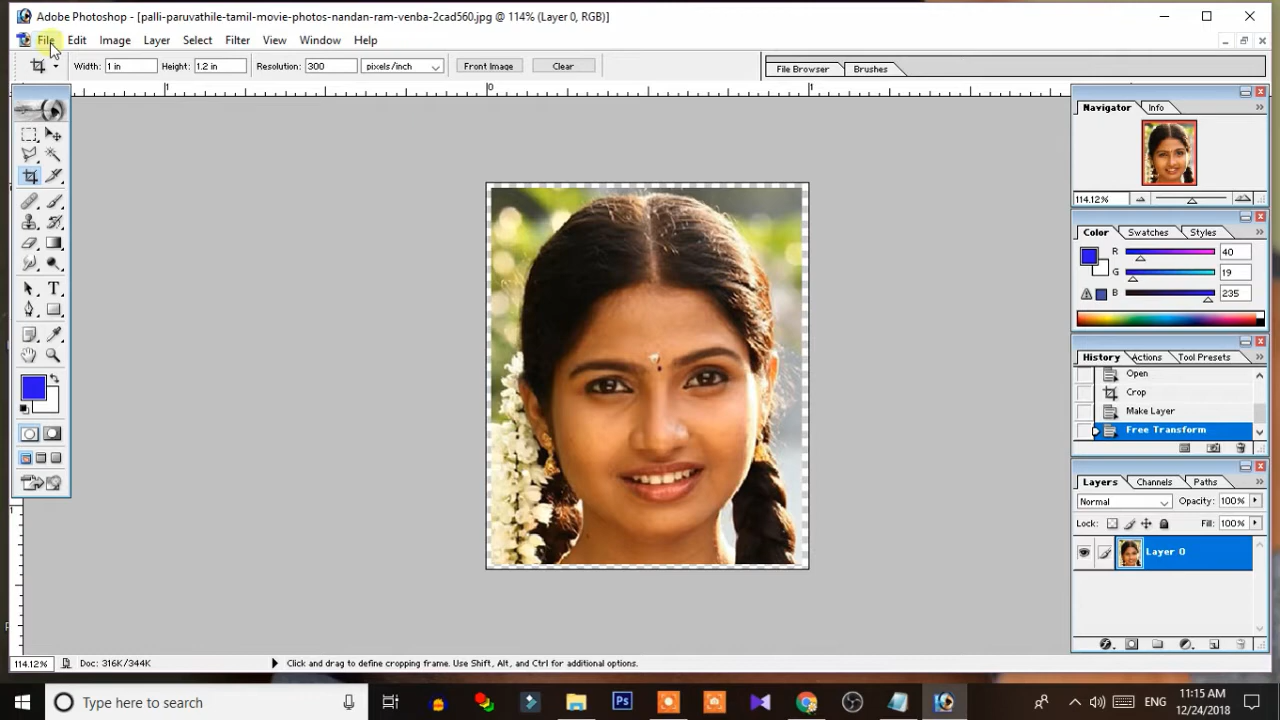 Adobe Photoshop - [palli-paruvathile-tamil-movie-photos-nandan-ram-venba-2cad560.jpg @ 114% (Layer 0, RGB)]
File Edit Image Layer Select Filter View Window Help
Width: 1 in Height: 1.2 in Resolution: 300 pixels/inch Front Image Clear File Browser Brushes
0 1
Navigator Info
114.12%
Color Swatches Styles
R 40
G 19
B 235
History Actions Tool Presets
Open
Crop
Make Layer
Free Transform
Layers Channels Paths
Normal Opacity: 100%
Lock: Fill: 100%
Layer 0
114.12% Doc: 316K/344K Click and drag to define cropping frame. Use Shift, Alt, and Ctrl for additional options.
Type here to search Ps ENG 11:15 AM
12/24/2018